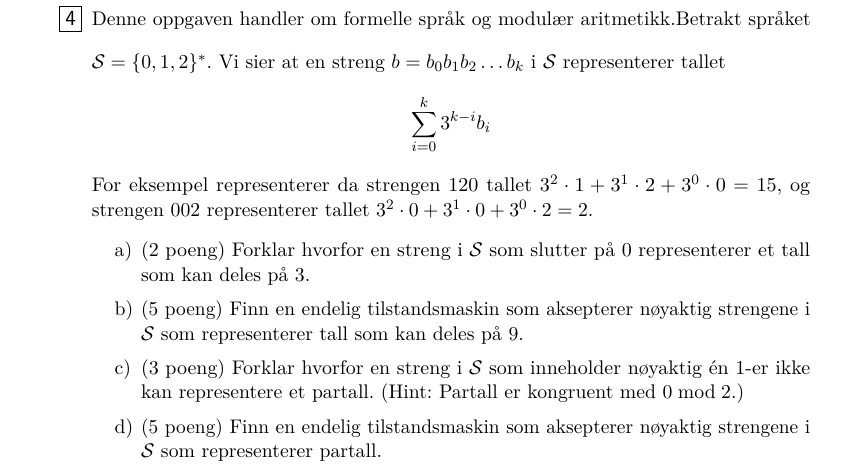 4 Denne oppgaven handler om formelle språk og modulær aritmetikk.Betrakt språket
𝒮 = {0, 1, 2}*. Vi sier at en streng b = b₀b₁b₂ . . . bₖ i 𝒮 representerer tallet
∑_{i=0}^{k} 3^{k−i}b_i
For eksempel representerer da strengen 120 tallet 3² · 1 + 3¹ · 2 + 3⁰ · 0 = 15, og
strengen 002 representerer tallet 3² · 0 + 3¹ · 0 + 3⁰ · 2 = 2.
a) (2 poeng) Forklar hvorfor en streng i 𝒮 som slutter på 0 representerer et tall
som kan deles på 3.
b) (5 poeng) Finn en endelig tilstandsmaskin som aksepterer nøyaktig strengene i
𝒮 som representerer tall som kan deles på 9.
c) (3 poeng) Forklar hvorfor en streng i 𝒮 som inneholder nøyaktig én 1-er ikke
kan representere et partall. (Hint: Partall er kongruent med 0 mod 2.)
d) (5 poeng) Finn en endelig tilstandsmaskin som aksepterer nøyaktig strengene i
𝒮 som representerer partall.